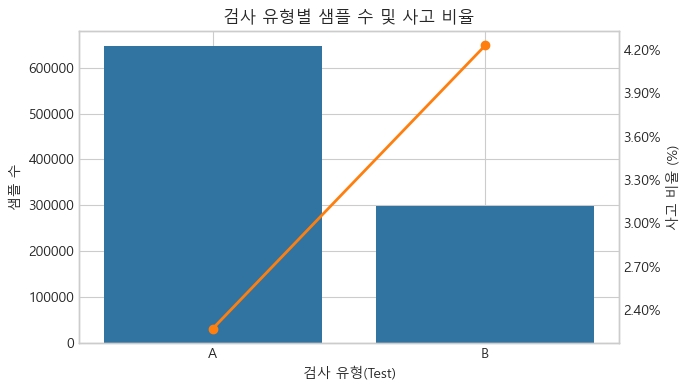 검사 유형별 샘플 수 및 사고 비율
샘플 수
600000
500000
400000
300000
200000
100000
0
4.20%
3.90%
3.60%
3.30%
3.00%
2.70%
2.40%
사고 비율 (%)
A B
검사 유형(Test)